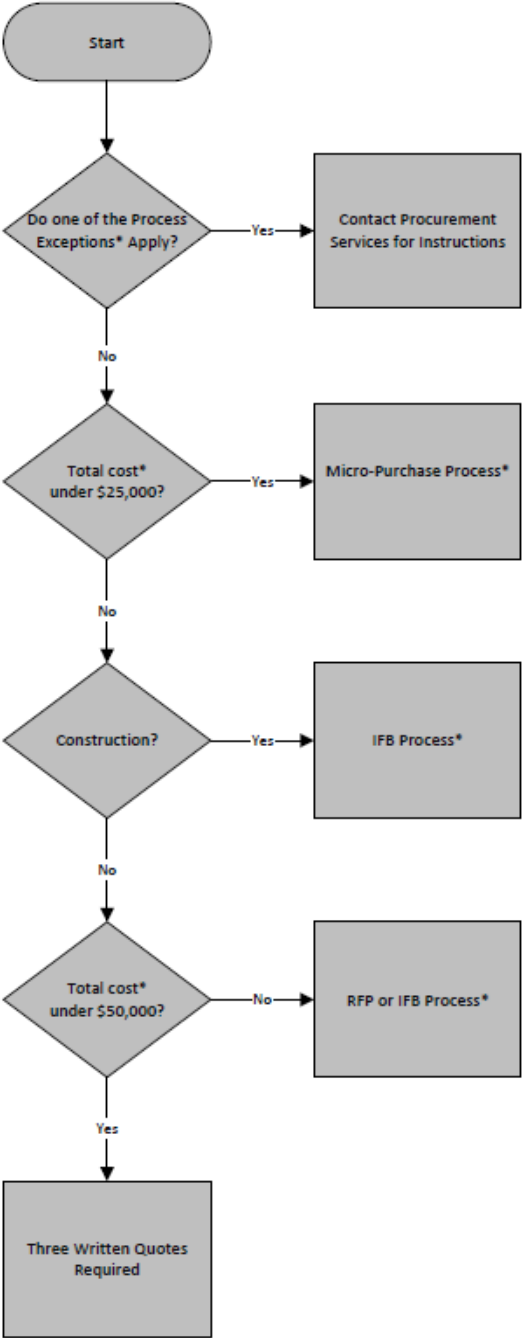 Start
Do one of the Process
Exceptions* Apply?
Yes
Contact Procurement
Services for Instructions
No
Total cost*
under $25,000?
Yes
Micro-Purchase Process*
No
Construction?
Yes
IFB Process*
No
Total cost*
under $50,000?
No
RFP or IFB Process*
Yes
Three Written Quotes
Required